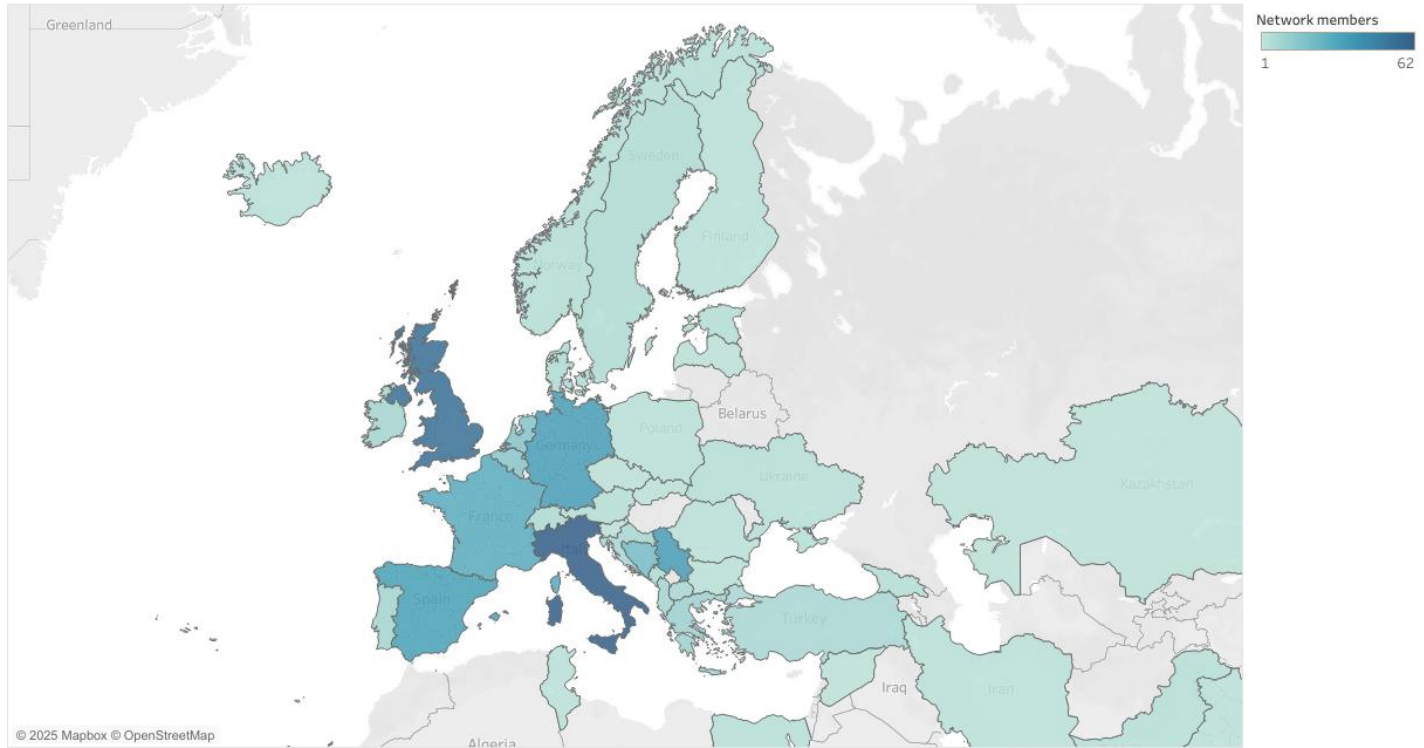 Greenland
Network members
1 62
Sweden
Finland
Norway
Belarus
Poland
Germany
Ukraine
Kazakhstan
France
Italy
Spain
Turkey
Iraq
Iran
Algeria
© 2025 Mapbox © OpenStreetMap